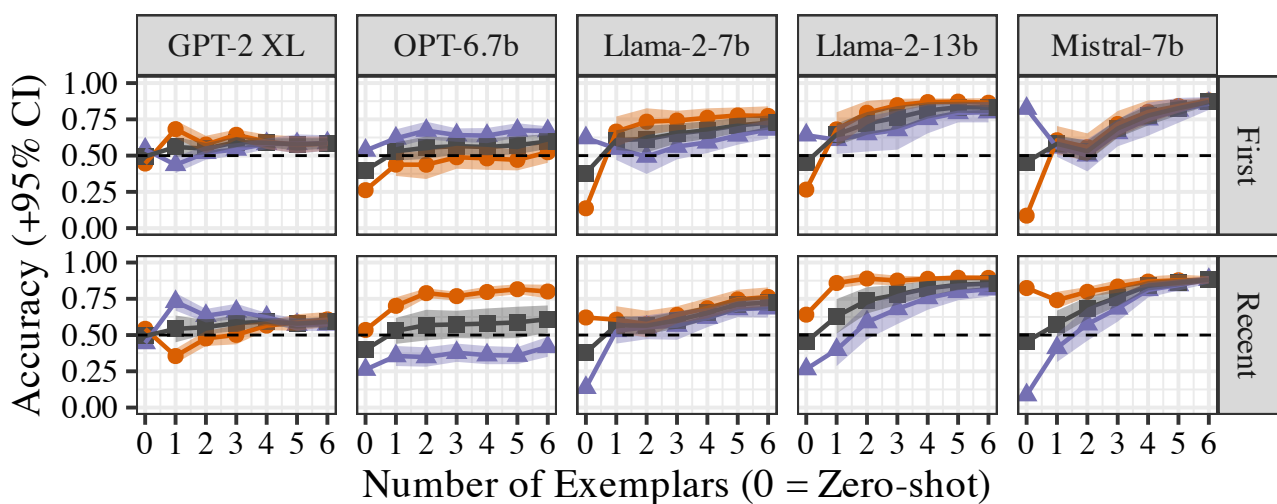 GPT-2 XL OPT-6.7b Llama-2-7b Llama-2-13b Mistral-7b
Accuracy (+95% CI)
1.00
0.75
0.50
0.25
0.00
First
1.00
0.75
0.50
0.25
0.00
Recent
0 1 2 3 4 5 6 0 1 2 3 4 5 6 0 1 2 3 4 5 6 0 1 2 3 4 5 6 0 1 2 3 4 5 6
Number of Exemplars (0 = Zero-shot)